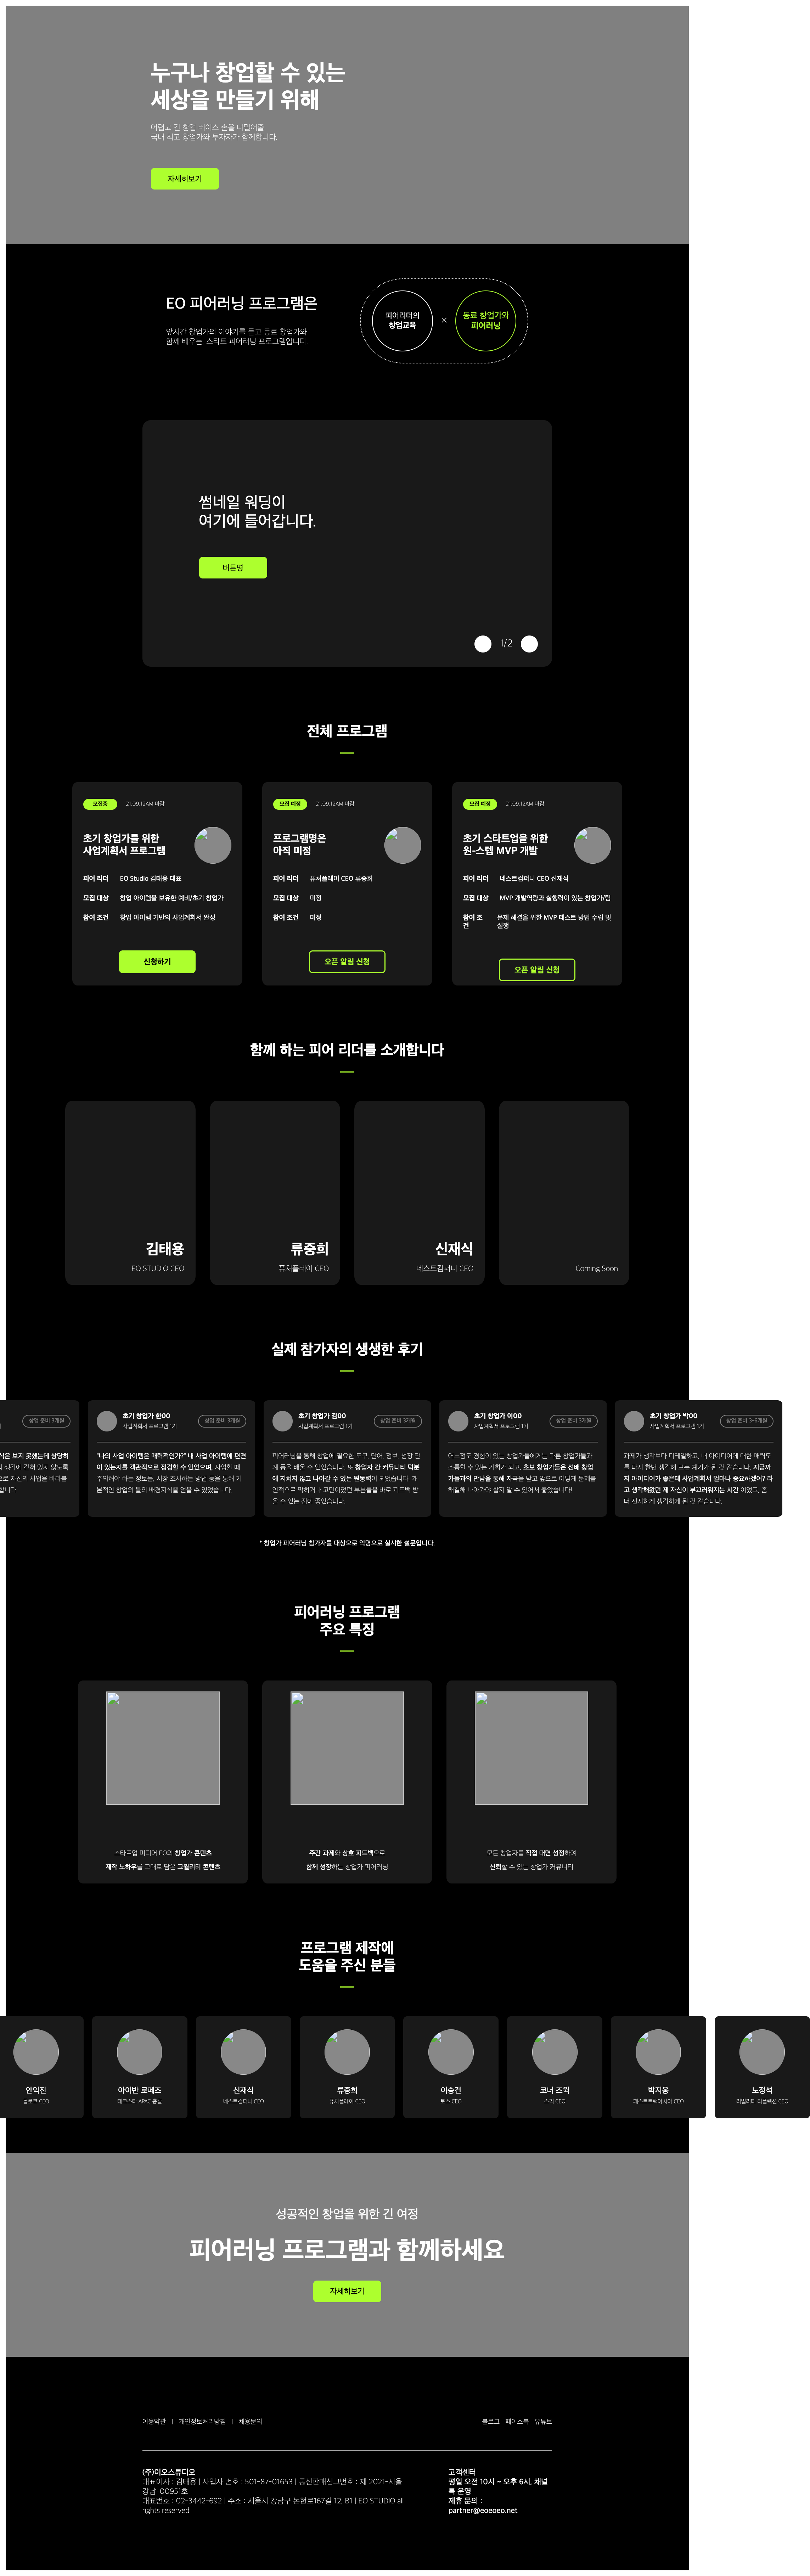 누구나 창업할 수 있는
세상을 만들기 위해
어렵고 긴 창업 레이스 손을 내밀어줄
국내 최고 창업가와 투자자가 함께합니다.
자세히보기
EO 피어러닝 프로그램은
앞서간 창업가의 이야기를 듣고 동료 창업가와
함께 배우는, 스타트 피어러닝 프로그램입니다.
피어리더의
창업교육
×
동료 창업가와
피어러닝
썸네일 워딩이
여기에 들어갑니다.
버튼명
1/2
전체 프로그램
모집중 21.09.12AM 마감
초기 창업가를 위한
사업계획서 프로그램
피어 리더 EQ Studio 김태용 대표
모집 대상 창업 아이템을 보유한 예비/초기 창업가
참여 조건 창업 아이템 기반의 사업계획서 완성
신청하기
모집 예정 21.09.12AM 마감
프로그램명은
아직 미정
피어 리더 퓨처플레이 CEO 류중희
모집 대상 미정
참여 조건 미정
오픈 알림 신청
모집 예정 21.09.12AM 마감
초기 스타트업을 위한
원-스텝 MVP 개발
피어 리더 넥스트컴퍼니 CEO 신재식
모집 대상 MVP 개발역량과 실행력이 있는 창업가/팀
참여 조
건
문제 해결을 위한 MVP 테스트 방법 수립 및
실행
오픈 알림 신청
함께 하는 피어 리더를 소개합니다
김태용
EO STUDIO CEO
류중희
퓨처플레이 CEO
신재식
네스트컴퍼니 CEO
Coming Soon
실제 참가자의 생생한 후기
창업 준비 3개월
식은 보지 못했는데 상당히
의 생각에 갇혀 있지 않도록
으로 자신의 사업을 바라볼
합니다.
초기 창업가 한00
사업계획서 프로그램 1기
창업 준비 3개월
"나의 사업 아이템은 매력적인가?" 내 사업 아이템에 편견
이 있는지를 객관적으로 점검할 수 있었으며, 사업할 때
주의해야 하는 정보들, 시장 조사하는 방법 등을 통해 기
본적인 창업의 틀의 배경지식을 얻을 수 있었습니다.
초기 창업가 김00
사업계획서 프로그램 1기
창업 준비 3개월
피어러닝을 통해 창업에 필요한 도구, 단어, 정보, 성장 단
계 등을 배울 수 있었습니다. 또 창업자 간 커뮤니티 덕분
에 지치지 않고 나아갈 수 있는 원동력이 되었습니다. 개
인적으로 막히거나 고민이었던 부분들을 바로 피드백 받
을 수 있는 점이 좋았습니다.
초기 창업가 이00
사업계획서 프로그램 1기
창업 준비 3개월
어느정도 경험이 있는 창업가들에게는 다른 창업가들과
소통할 수 있는 기회가 되고, 초보 창업가들은 선배 창업
가들과의 만남을 통해 자극을 받고 앞으로 어떻게 문제를
해결해 나가야 할지 알 수 있어서 좋았습니다!
초기 창업가 박00
사업계획서 프로그램 1기
창업 준비 3-6개월
과제가 생각보다 디테일하고, 내 아이디어에 대한 매력도
를 다시 한번 생각해 보는 계기가 된 것 같습니다. 지금까
지 아이디어가 좋은데 사업계획서 얼마나 중요하겠어? 라
고 생각해왔던 제 자신이 부끄러워지는 시간 이었고, 좀
더 진지하게 생각하게 된 것 같습니다.
* 창업가 피어러닝 참가자를 대상으로 익명으로 실시한 설문입니다.
피어러닝 프로그램
주요 특징
스타트업 미디어 EO의 창업가 콘텐츠
제작 노하우를 그대로 담은 고퀄리티 콘텐츠
주간 과제와 상호 피드백으로
함께 성장하는 창업가 피어러닝
모든 창업자를 직접 대면 선정하여
신뢰할 수 있는 창업가 커뮤니티
프로그램 제작에
도움을 주신 분들
안익진
몰로코 CEO
아이반 로페즈
테크스타 APAC 총괄
신재식
네스트컴퍼니 CEO
류중희
퓨처플레이 CEO
이승건
토스 CEO
코너 즈윅
스픽 CEO
박지웅
패스트트랙아시아 CEO
노정석
리얼리티 리플렉션 CEO
성공적인 창업을 위한 긴 여정
피어러닝 프로그램과 함께하세요
자세히보기
이용약관 | 개인정보처리방침 | 채용문의
블로그 페이스북 유튜브
(주)이오스튜디오
대표이사 : 김태용 | 사업자 번호 : 501-87-01653 | 통신판매신고번호 : 제 2021-서울
강남-00951호
대표번호 : 02-3442-692 | 주소 : 서울시 강남구 논현로167길 12, B1 | EO STUDIO all
rights reserved
고객센터
평일 오전 10시 ~ 오후 6시, 채널
톡 운영
제휴 문의 :
partner@eoeoeo.net